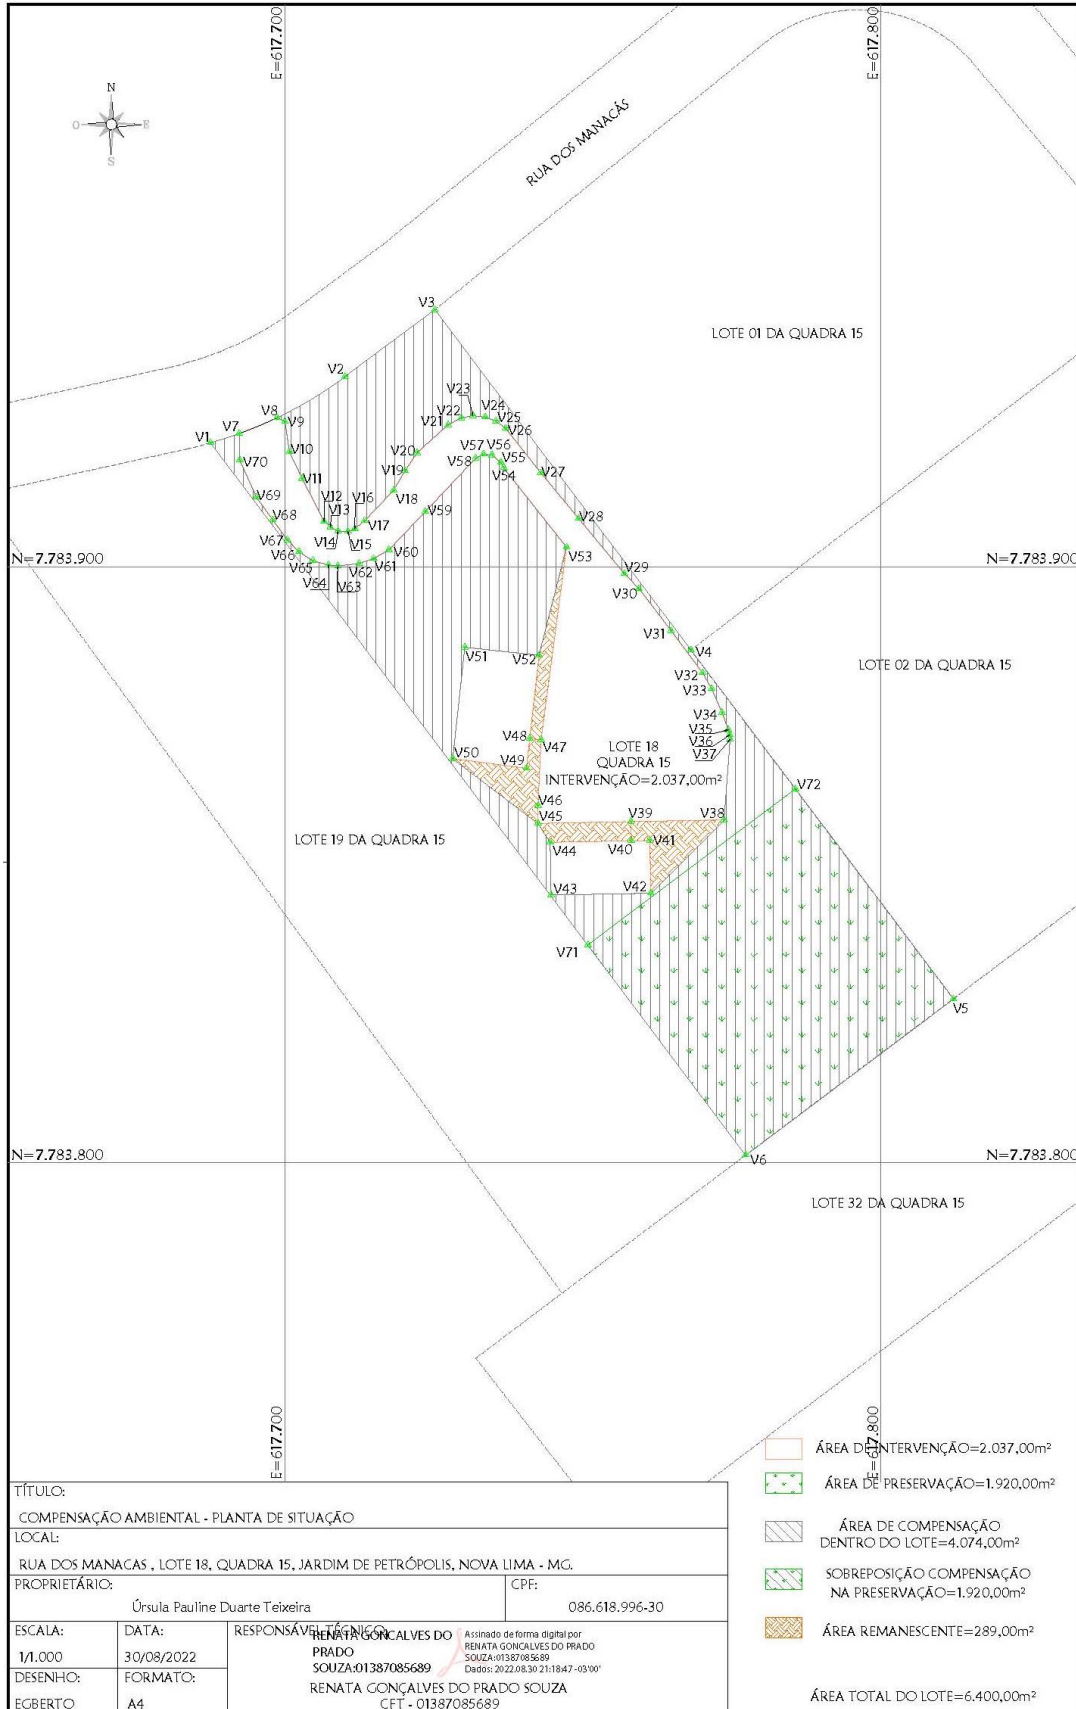 E=617.700
E=617.800
N
O
E
S
RUA DOS MANACÁS
V3
LOTE 01 DA QUADRA 15
V2
V23
V8
V24
V22
V25
V9
V21
V26
V7
V1
V10
V20
V57
V56
V70
V58
V55
V19
V54
V27
V11
V18
V69
V12
V16
V59
V13
V17
V28
V68
V14
V15
V67
V60
V53
V66
V61
N=7.783.900
N=7.783.900
V65
V62
V29
V64
V63
V30
V31
V51
V52
V4
LOTE 02 DA QUADRA 15
V32
V33
V34
V48
V47
V35
V36
V37
V50
V49
LOTE 18
QUADRA 15
INTERVENÇÃO=2.037,00m²
V72
V46
V45
V39
V38
LOTE 19 DA QUADRA 15
V44
V40
V41
V43
V42
V71
V5
N=7.783.800
V6
N=7.783.800
LOTE 32 DA QUADRA 15
E=617.700
E=617.800
ÁREA DE INTERVENÇÃO=2.037,00m²
ÁREA DE PRESERVAÇÃO=1.920,00m²
ÁREA DE COMPENSAÇÃO
DENTRO DO LOTE=4.074,00m²
SOBREPOSIÇÃO COMPENSAÇÃO
NA PRESERVAÇÃO=1.920,00m²
ÁREA REMANESCENTE=289,00m²
ÁREA TOTAL DO LOTE=6.400,00m²
TÍTULO:
COMPENSAÇÃO AMBIENTAL - PLANTA DE SITUAÇÃO
LOCAL:
RUA DOS MANACAS , LOTE 18, QUADRA 15, JARDIM DE PETRÓPOLIS, NOVA LIMA - MG.
PROPRIETÁRIO:
Úrsula Pauline Duarte Teixeira
CPF:
086.618.996-30
ESCALA:
1/1.000
DATA:
30/08/2022
RESPONSÁVEL TÉCNICO:
RENATA GONCALVES DO
PRADO
SOUZA:01387085689
Assinado de forma digital por
RENATA GONCALVES DO PRADO
SOUZA:01387085689
Dados: 2022.08.30 21:18:47 -03'00'
RENATA GONÇALVES DO PRADO SOUZA
CFT - 01387085689
DESENHO:
EGBERTO
FORMATO:
A4